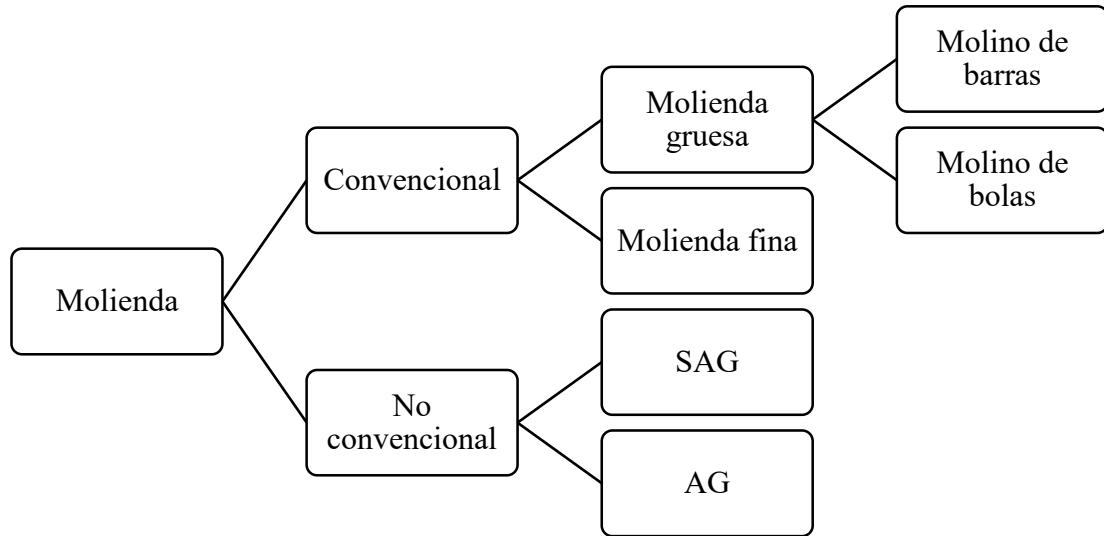 Molienda
Convencional
Molienda
gruesa
Molino de
barras
Molino de
bolas
Molienda fina
No
convencional
SAG
AG